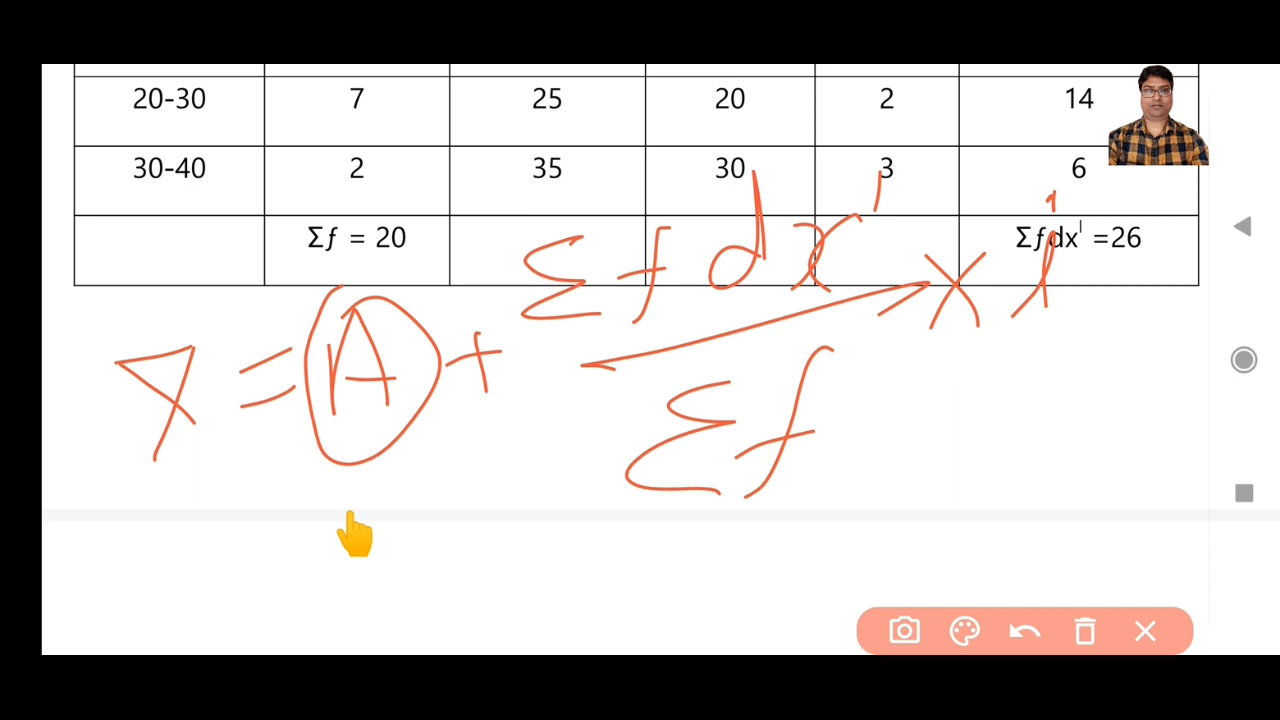 20-30 7 25 20 2 14
30-40 2 35 30 3 6
Σf = 20 Σfdx' =26
Σfdx'
x̄ = A + ——— × i
Σf